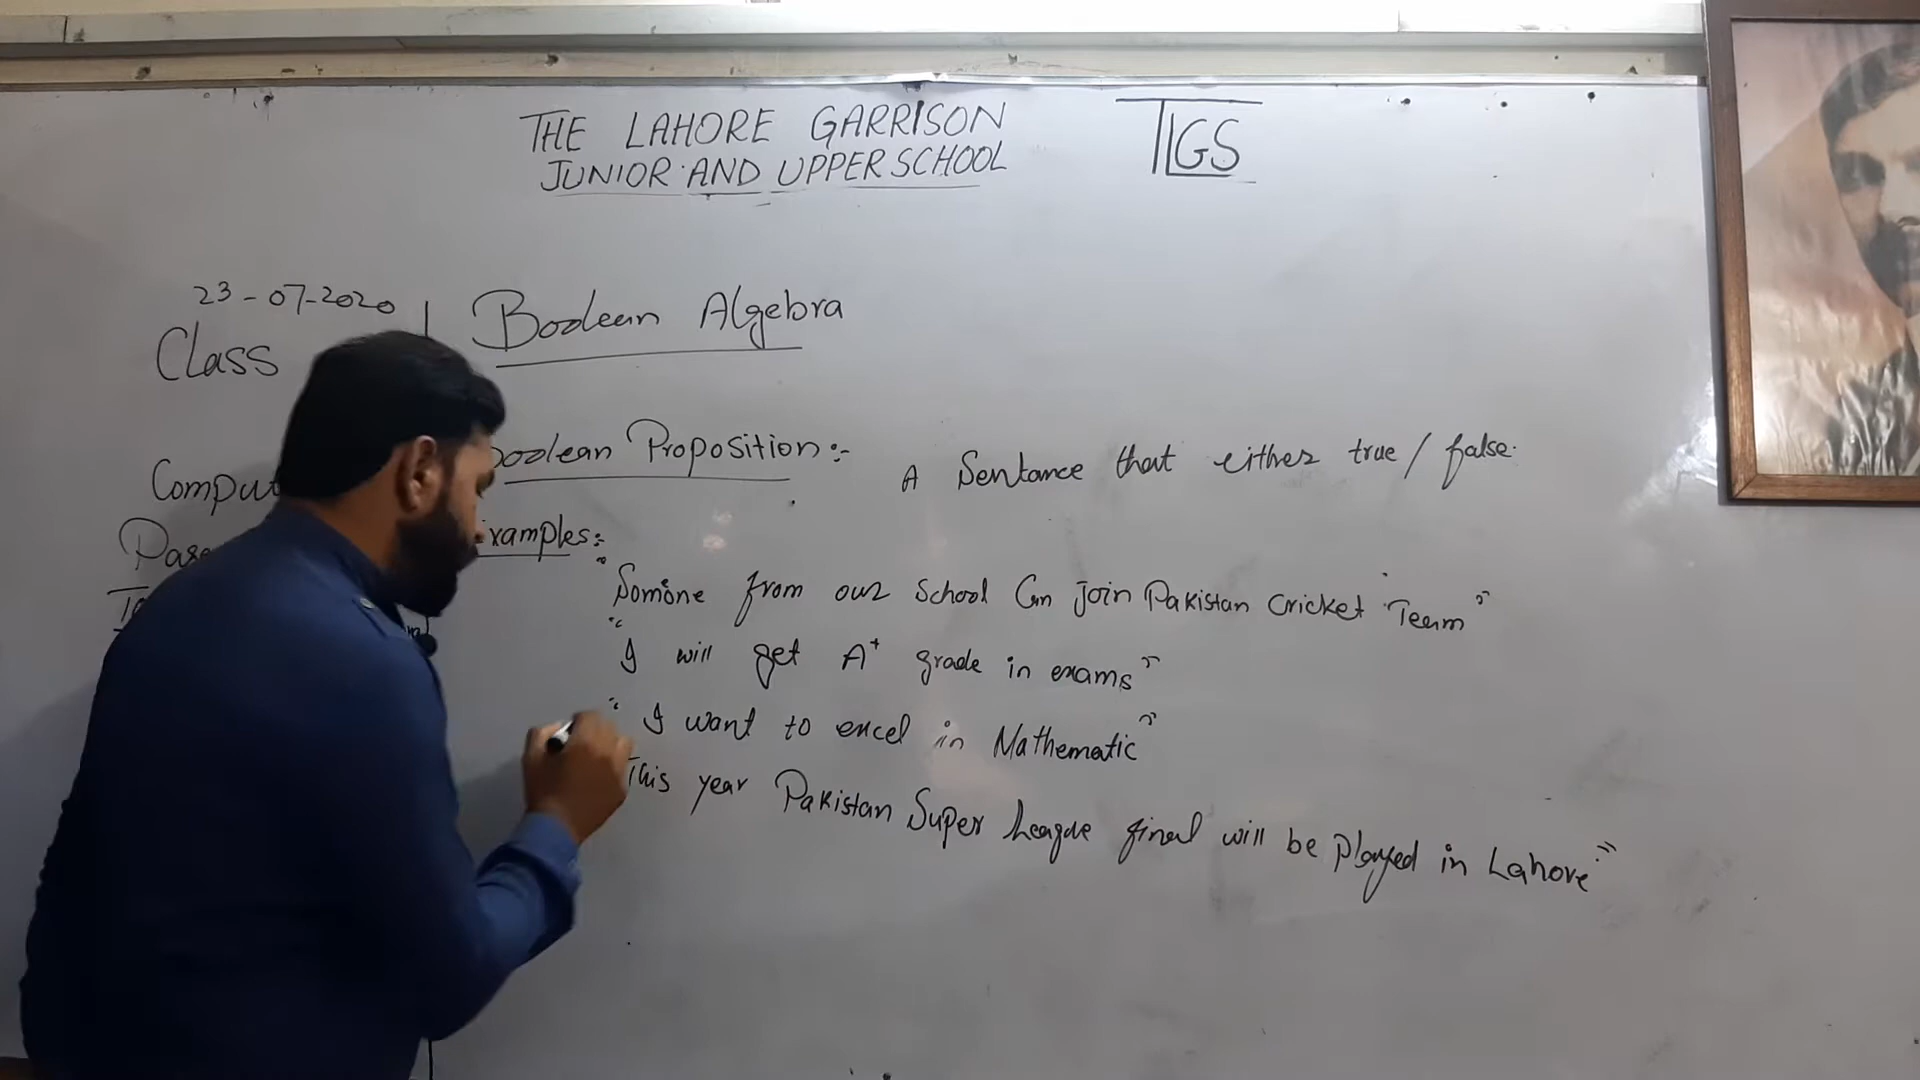 THE LAHORE GARRISON
JUNIOR AND UPPER SCHOOL
TLGS
23-07-2020
Class
Boolean Algebra
Boolean Proposition:- A Sentance that either true / false.
Examples:
"Somone from our School Can join Pakistan Cricket Team"
"I will get A+ grade in exams"
"I want to excel in Mathematic"
This year Pakistan Super League final will be played in Lahore."